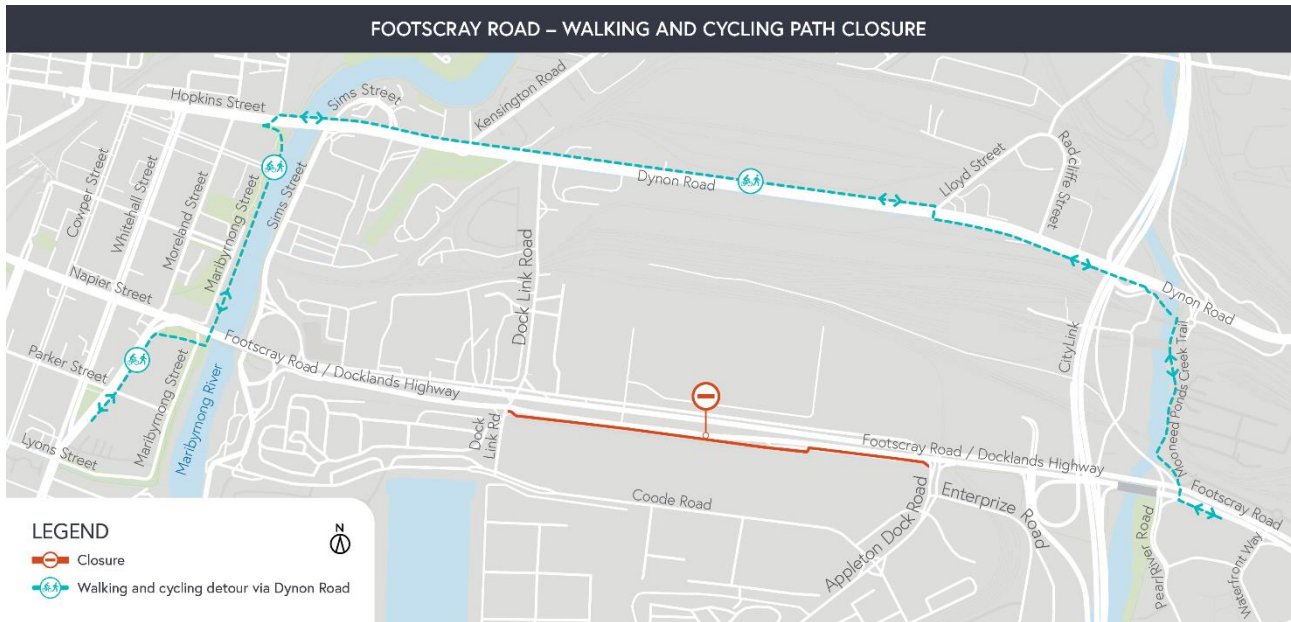 FOOTSCRAY ROAD – WALKING AND CYCLING PATH CLOSURE
Hopkins Street
Sims Street
Kensington Road
Cowper Street
Whitehall Street
Moreland Street
Maribyrnong Street
Sims Street
Dynon Road
Lloyd Street
Radcliffe Street
Napier Street
Dock Link Road
CityLink
Dynon Road
Mooneed Ponds Creek Trail
Parker Street
Footscray Road / Docklands Highway
Lyons Street
Maribyrnong Street
Maribyrnong River
Dock
Link Rd
Footscray Road / Docklands Highway
Coode Road
Appleton Dock Road
Enterprize Road
Pearl River Road
Footscray Road
Waterfront Way
LEGEND
N
Closure
Walking and cycling detour via Dynon Road